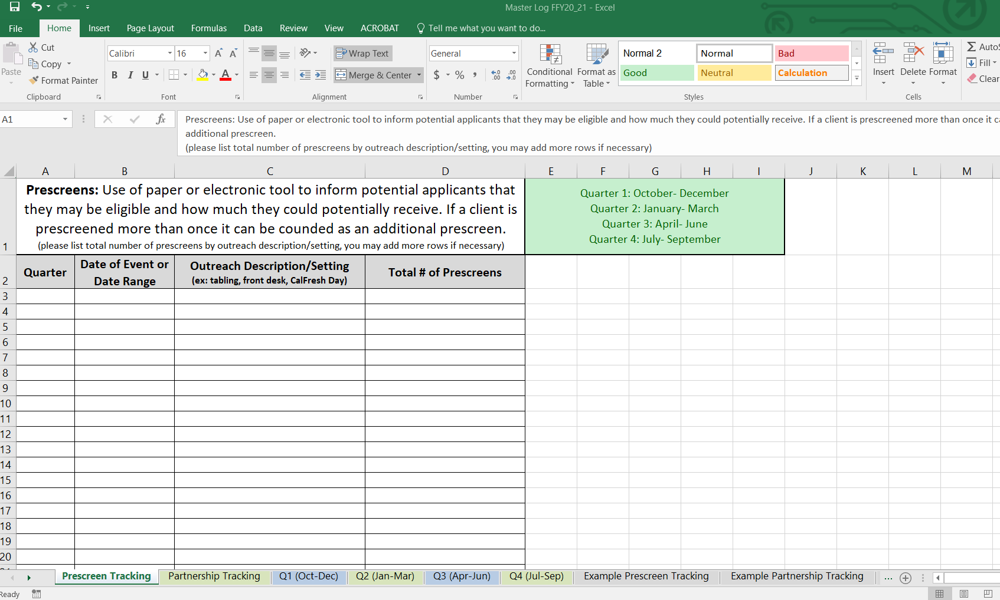 Master Log FFY20_21 - Excel
File Home Insert Page Layout Formulas Data Review View ACROBAT Tell me what you want to do...
Paste
Cut
Copy
Format Painter
Clipboard
Calibri 16
B I U A
Font
Wrap Text
Merge & Center
Alignment
General
$ % ,
Number
Conditional Formatting
Format as Table
Normal 2 Normal Bad
Good Neutral Calculation
Styles
Insert Delete Format
Cells
Fill
Clear
A1
fx
Prescreens: Use of paper or electronic tool to inform potential applicants that they may be eligible and how much they could potentially receive. If a client is prescreened more than once it
additional prescreen.
(please list total number of prescreens by outreach description/setting, you may add more rows if necessary)
A B C D E F G H I J K L M
1
Prescreens: Use of paper or electronic tool to inform potential applicants that
they may be eligible and how much they could potentially receive. If a client is
prescreened more than once it can be counded as an additional prescreen.
(please list total number of prescreens by outreach description/setting, you may add more rows if necessary)
Quarter 1: October- December
Quarter 2: January- March
Quarter 3: April- June
Quarter 4: July- September
2
Quarter
Date of Event or
Date Range
Outreach Description/Setting
(ex: tabling, front desk, CalFresh Day)
Total # of Prescreens
3
4
5
6
7
8
9
10
11
12
13
14
15
16
17
18
19
20
Prescreen Tracking Partnership Tracking Q1 (Oct-Dec) Q2 (Jan-Mar) Q3 (Apr-Jun) Q4 (Jul-Sep) Example Prescreen Tracking Example Partnership Tracking ...
Ready